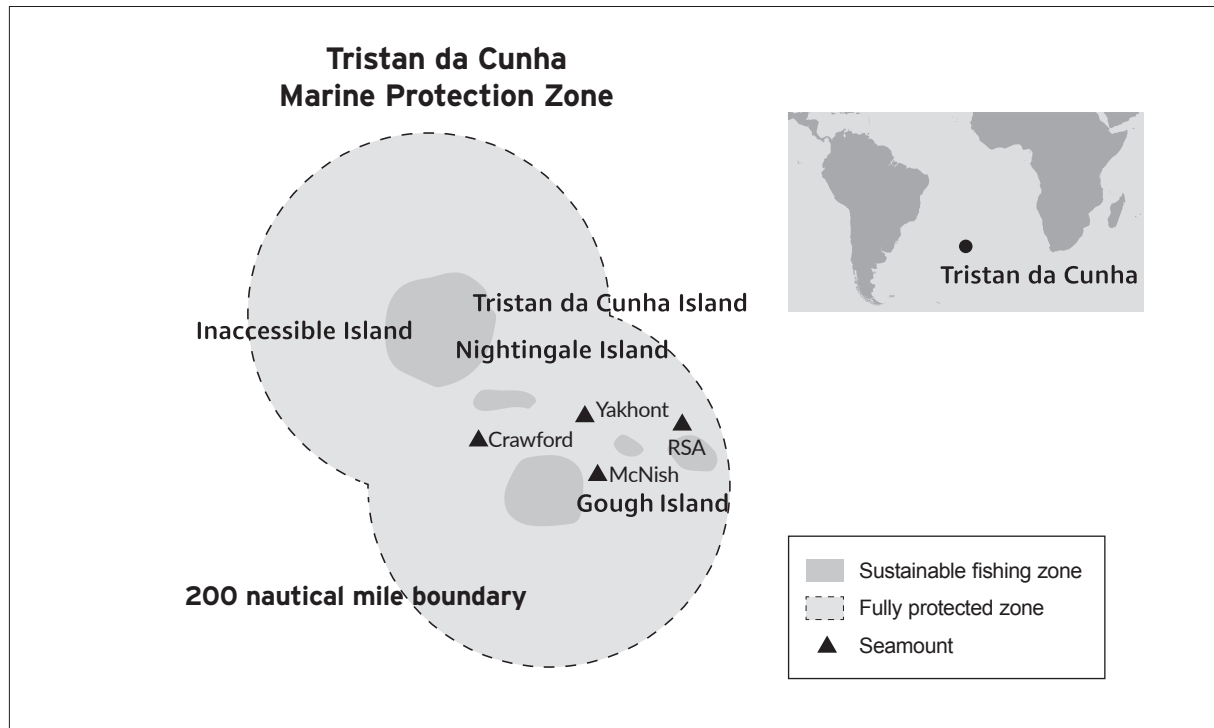 Tristan da Cunha
Marine Protection Zone
Tristan da Cunha
Tristan da Cunha Island
Inaccessible Island
Nightingale Island
Yakhont
Crawford
RSA
McNish
Gough Island
200 nautical mile boundary
Sustainable fishing zone
Fully protected zone
Seamount